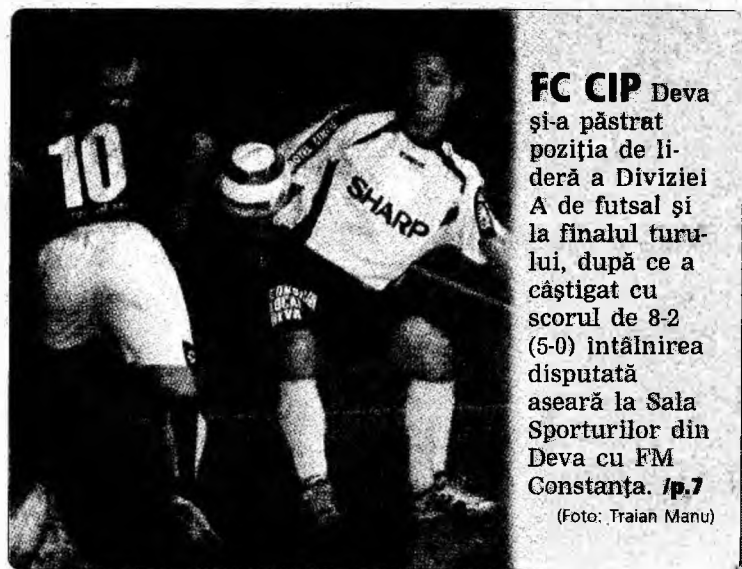 10
SHARP
DEVA
FC CIP Deva
şi-a păstrat
poziţia de li-
deră a Diviziei
A de futsal şi
la finalul turu-
lui, după ce a
câştigat cu
scorul de 8-2
(5-0) întâlnirea
disputată
aseară la Sala
Sporturilor din
Deva cu FM
Constanţa. /p.7
(Foto: Traian Manu)